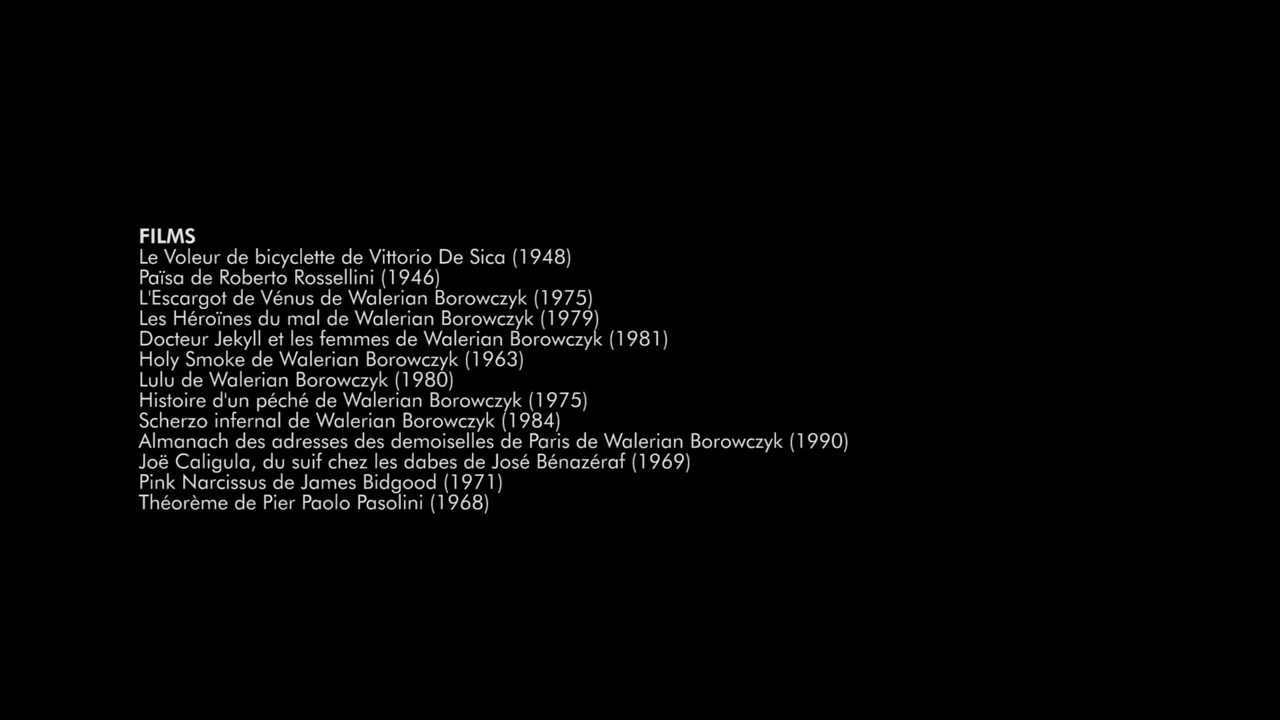 FILMS
Le Voleur de bicyclette de Vittorio De Sica (1948)
Païsa de Roberto Rossellini (1946)
L'Escargot de Vénus de Walerian Borowczyk (1975)
Les Héroïnes du mal de Walerian Borowczyk (1979)
Docteur Jekyll et les femmes de Walerian Borowczyk (1981)
Holy Smoke de Walerian Borowczyk (1963)
Lulu de Walerian Borowczyk (1980)
Histoire d'un péché de Walerian Borowczyk (1975)
Scherzo infernal de Walerian Borowczyk (1984)
Almanach des adresses des demoiselles de Paris de Walerian Borowczyk (1990)
Joë Caligula, du suif chez les dabes de José Bénazéraf (1969)
Pink Narcissus de James Bidgood (1971)
Théorème de Pier Paolo Pasolini (1968)